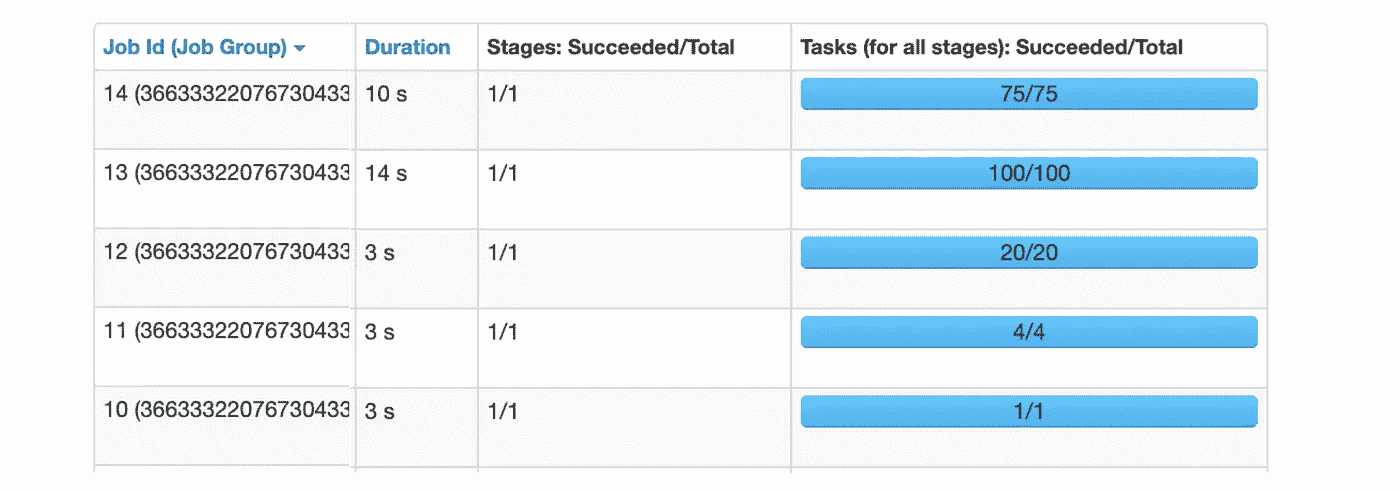 Job Id (Job Group) Duration Stages: Succeeded/Total Tasks (for all stages): Succeeded/Total
14 (36633322076730433 10 s 1/1 75/75
13 (36633322076730433 14 s 1/1 100/100
12 (36633322076730433 3 s 1/1 20/20
11 (36633322076730433 3 s 1/1 4/4
10 (36633322076730433 3 s 1/1 1/1